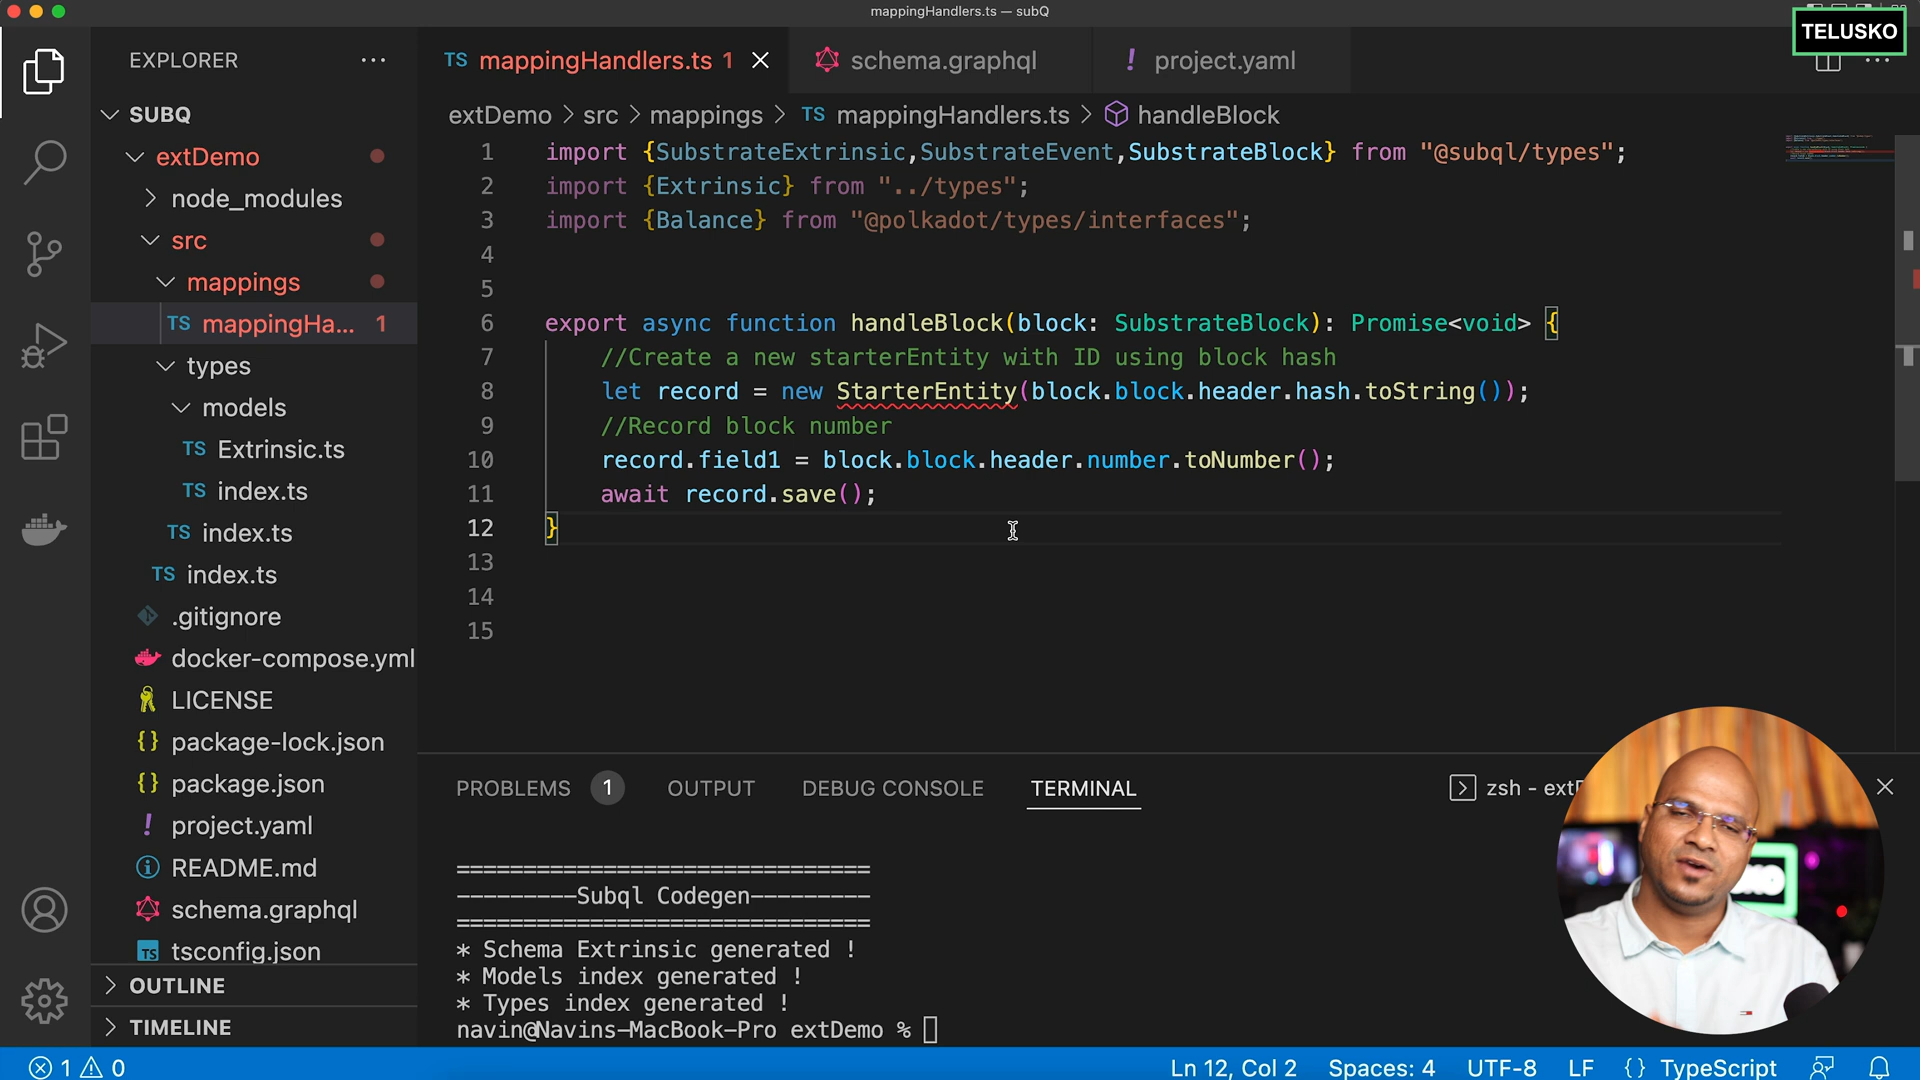 mappingHandlers.ts — subQ
TELUSKO
EXPLORER
SUBQ
extDemo
node_modules
src
mappings
TS mappingHa... 1
types
models
TS Extrinsic.ts
TS index.ts
TS index.ts
TS index.ts
.gitignore
docker-compose.yml
LICENSE
{} package-lock.json
{} package.json
! project.yaml
README.md
schema.graphql
TS tsconfig.json
OUTLINE
TIMELINE
TS mappingHandlers.ts 1
schema.graphql
! project.yaml
extDemo > src > mappings > TS mappingHandlers.ts > handleBlock
1 import {SubstrateExtrinsic,SubstrateEvent,SubstrateBlock} from "@subql/types";
2 import {Extrinsic} from "../types";
3 import {Balance} from "@polkadot/types/interfaces";
4
5
6 export async function handleBlock(block: SubstrateBlock): Promise<void> {
7 //Create a new starterEntity with ID using block hash
8 let record = new StarterEntity(block.block.header.hash.toString());
9 //Record block number
10 record.field1 = block.block.header.number.toNumber();
11 await record.save();
12 }
13
14
15
PROBLEMS 1 OUTPUT DEBUG CONSOLE TERMINAL
zsh - ext
===============================
---------Subql Codegen---------
===============================
* Schema Extrinsic generated !
* Models index generated !
* Types index generated !
navin@Navins-MacBook-Pro extDemo %
1 0
Ln 12, Col 2 Spaces: 4 UTF-8 LF {} TypeScript